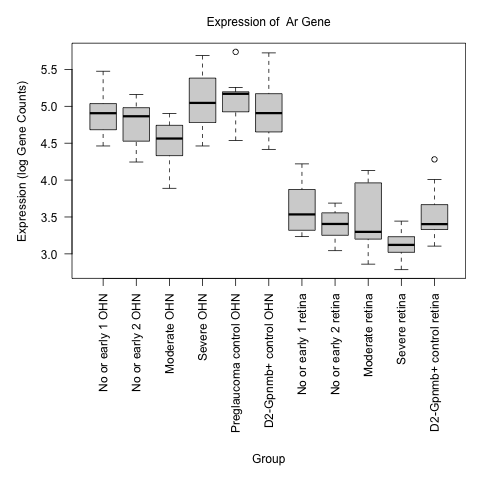 Expression of Ar Gene
Expression (log Gene Counts)
5.5
5.0
4.5
4.0
3.5
3.0
No or early 1 OHN
No or early 2 OHN
Moderate OHN
Severe OHN
Preglaucoma control OHN
D2-Gpnmb+ control OHN
No or early 1 retina
No or early 2 retina
Moderate retina
Severe retina
D2-Gpnmb+ control retina
Group